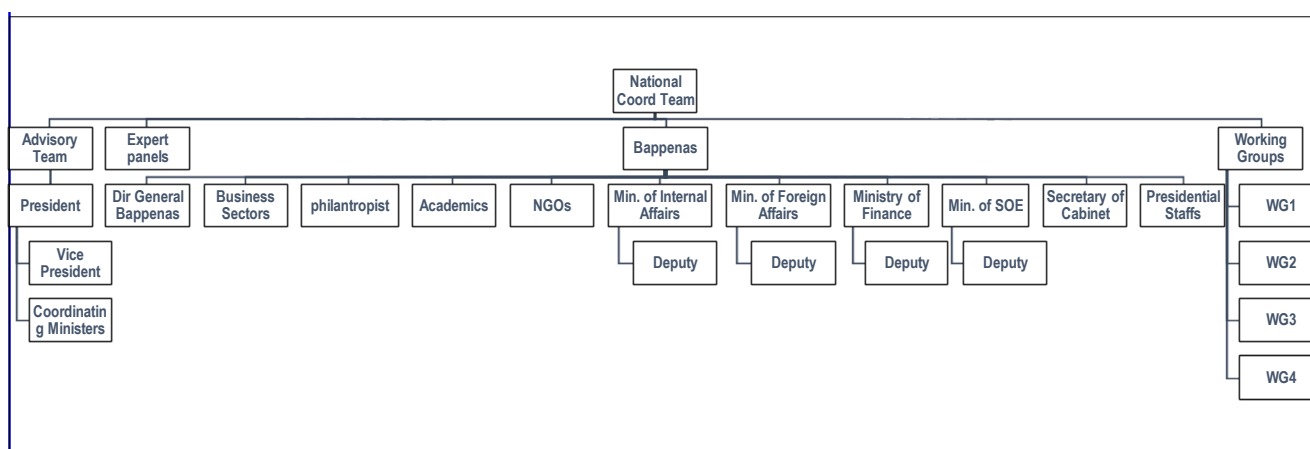 National
Coord Team
Advisory
Team
Expert
panels
Bappenas
Working
Groups
President
Dir General
Bappenas
Business
Sectors
philantropist
Academics
NGOs
Min. of Internal
Affairs
Min. of Foreign
Affairs
Ministry of
Finance
Min. of SOE
Secretary of
Cabinet
Presidential
Staffs
WG1
Vice
President
Deputy
Deputy
Deputy
Deputy
WG2
Coordinatin
g Ministers
WG3
WG4